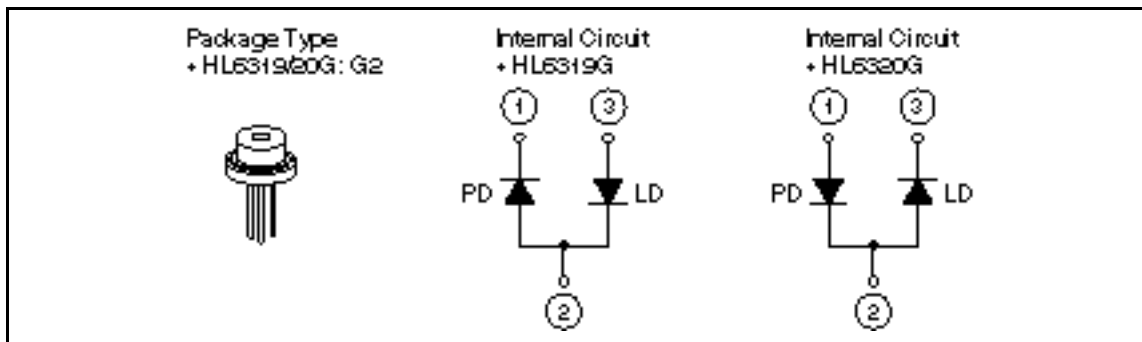 Package Type
• HL6319/20G: G2
Internal Circuit
• HL6319G
1
3
PD
LD
2
Internal Circuit
• HL6320G
1
3
PD
LD
2